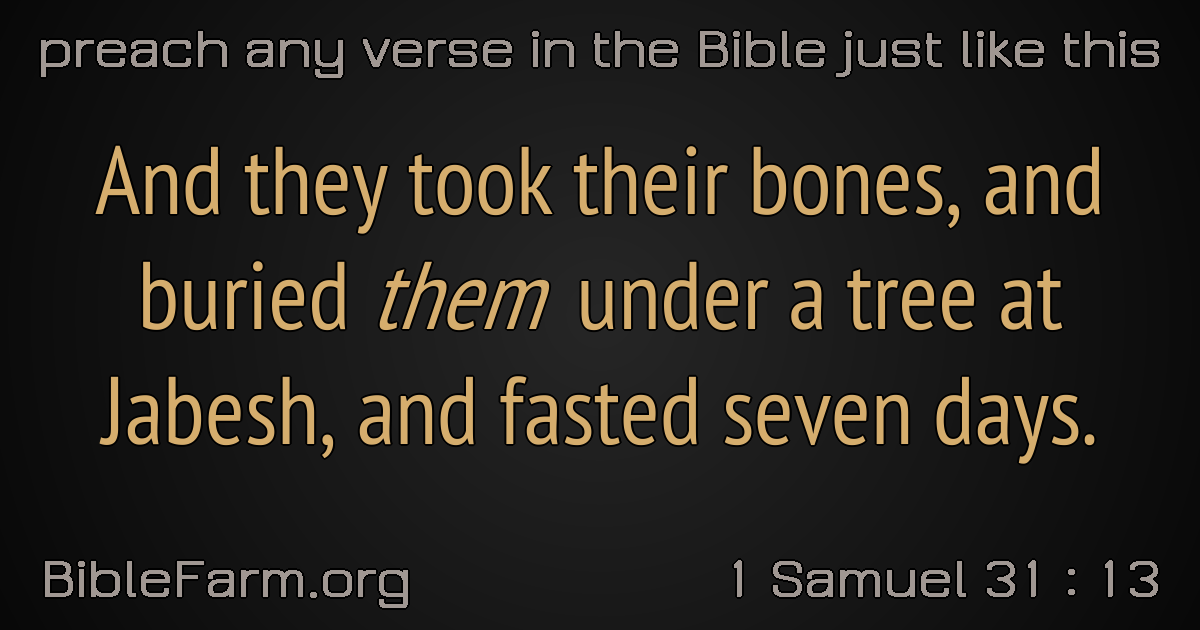 preach any verse in the Bible just like this
And they took their bones, and
buried them under a tree at
Jabesh, and fasted seven days.
BibleFarm.org
1 Samuel 31 : 13